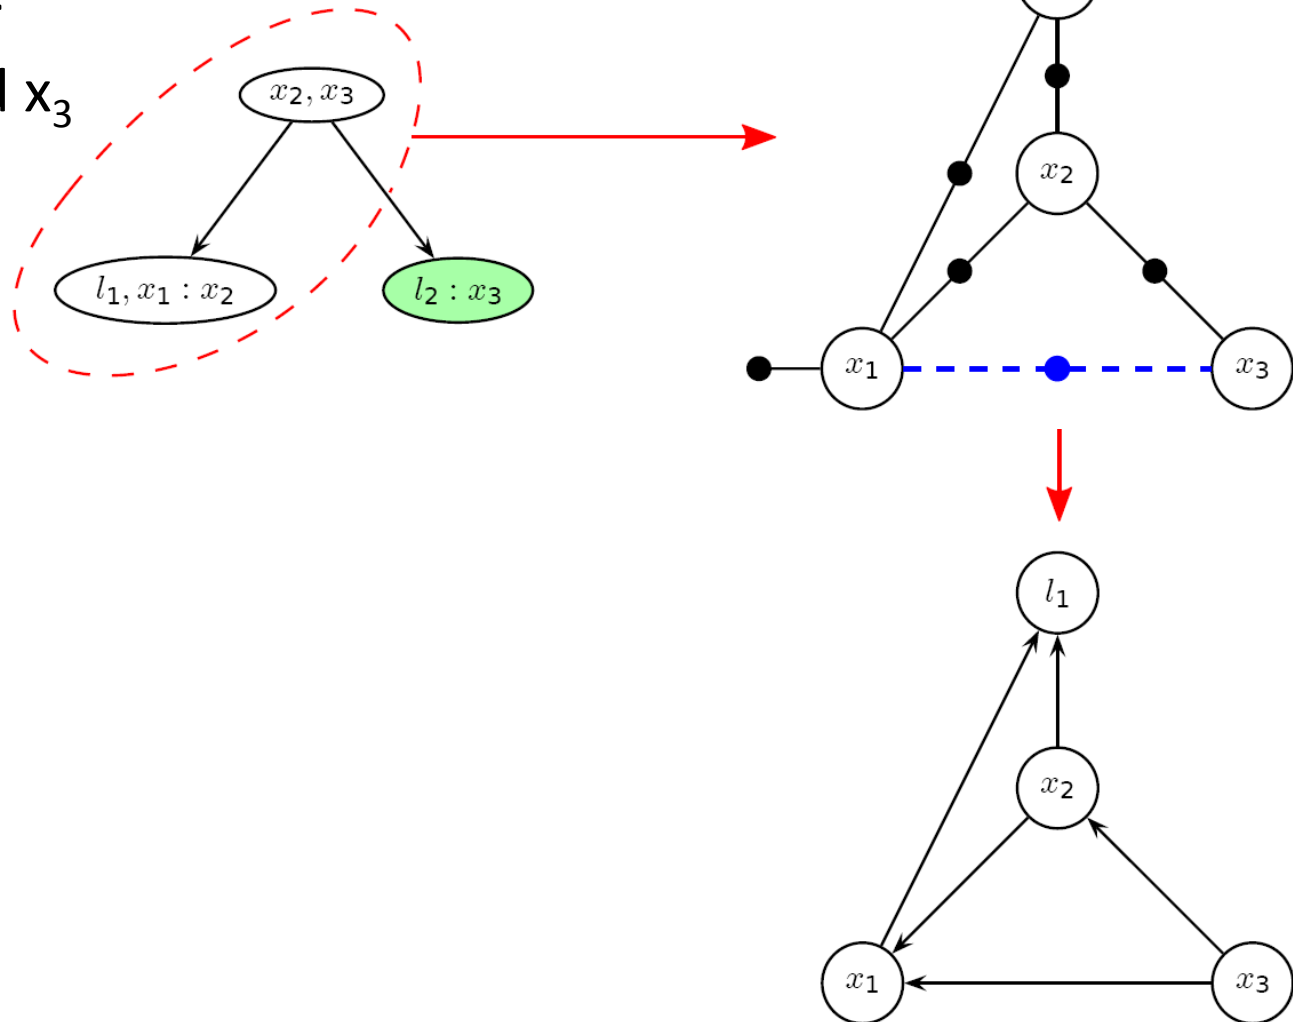 x₃
x₂, x₃
l₁, x₁ : x₂
l₂ : x₃
x₂
x₁
x₃
l₁
x₂
x₁
x₃